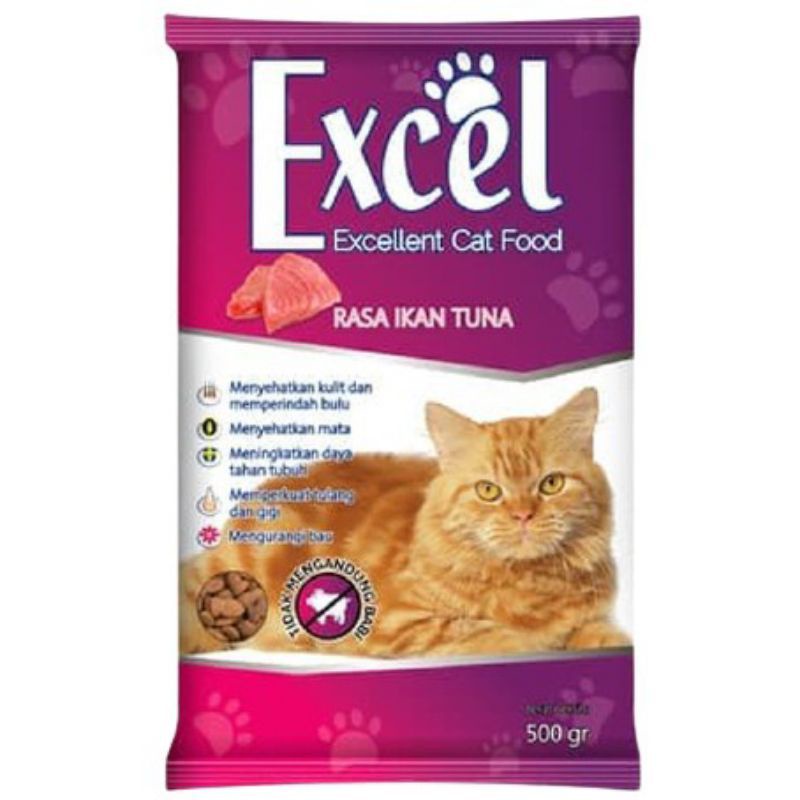 Excel
Excellent Cat Food
RASA IKAN TUNA
Menyehatkan kulit dan
memperindah bulu
Menyehatkan mata
Meningkatkan daya
tahan tubuh
Memperkuat tulang
dan gigi
Mengurangi bau
TIDAK MENGANDUNG BABI
500 gr